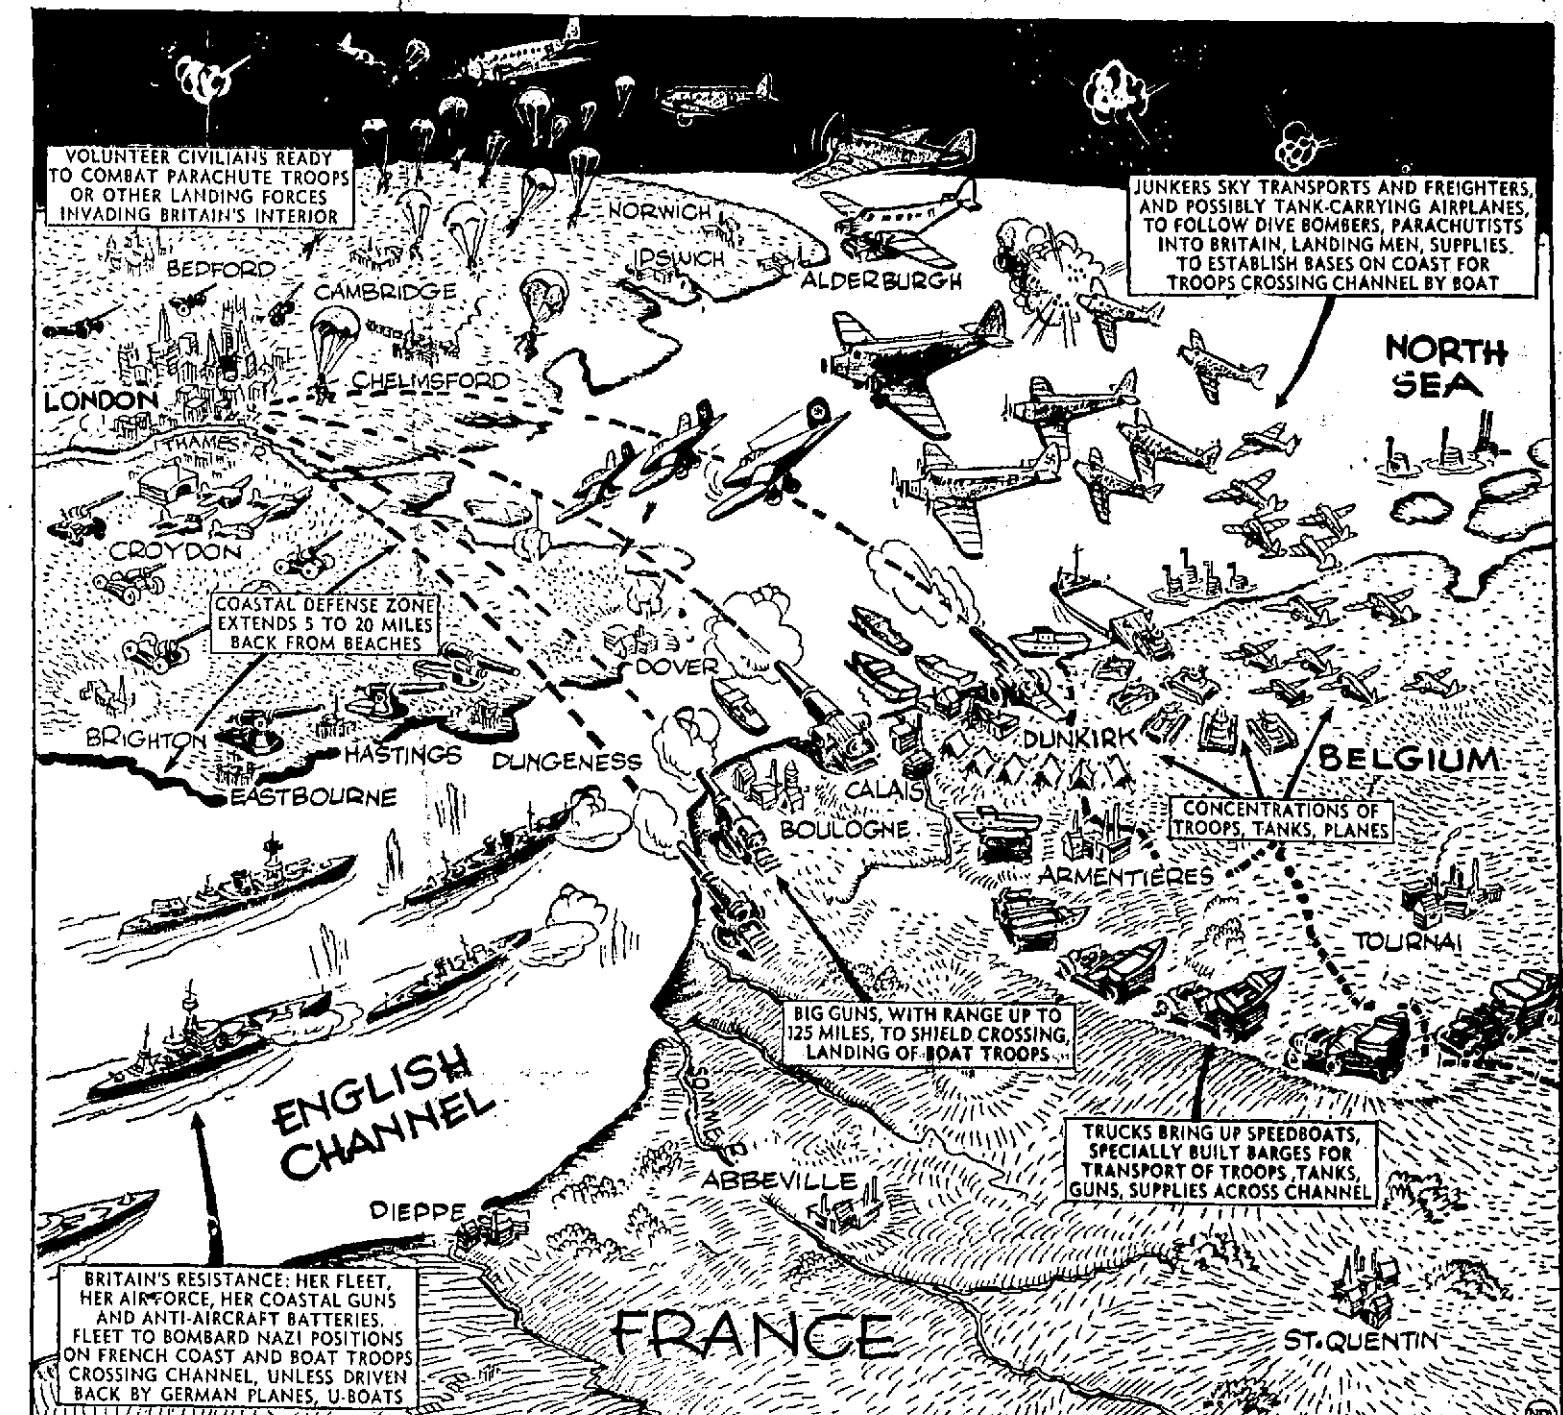 VOLUNTEER CIVILIANS READY
TO COMBAT PARACHUTE TROOPS
OR OTHER LANDING FORCES
INVADING BRITAIN'S INTERIOR
JUNKERS SKY TRANSPORTS AND FREIGHTERS,
AND POSSIBLY TANK-CARRYING AIRPLANES,
TO FOLLOW DIVE BOMBERS, PARACHUTISTS
INTO BRITAIN, LANDING MEN, SUPPLIES.
TO ESTABLISH BASES ON COAST FOR
TROOPS CROSSING CHANNEL BY BOAT
NORWICH
IPSWICH
BEDFORD
CAMBRIDGE
ALDERBURGH
NORTH
SEA
CHELMSFORD
LONDON
THAMES R.
CROYDON
COASTAL DEFENSE ZONE
EXTENDS 5 TO 20 MILES
BACK FROM BEACHES
DOVER
BRIGHTON
HASTINGS
DUNGENESS
EASTBOURNE
DUNKIRK
BELGIUM
CALAIS
BOULOGNE
CONCENTRATIONS OF
TROOPS, TANKS, PLANES
ARMENTIERES
TOURNAI
BIG GUNS, WITH RANGE UP TO
125 MILES, TO SHIELD CROSSING,
LANDING OF BOAT TROOPS
ENGLISH
CHANNEL
SOMME R.
TRUCKS BRING UP SPEEDBOATS,
SPECIALLY BUILT BARGES FOR
TRANSPORT OF TROOPS, TANKS,
GUNS, SUPPLIES ACROSS CHANNEL
ABBEVILLE
DIEPPE
BRITAIN'S RESISTANCE: HER FLEET,
HER AIRFORCE, HER COASTAL GUNS
AND ANTI-AIRCRAFT BATTERIES.
FLEET TO BOMBARD NAZI POSITIONS
ON FRENCH COAST AND BOAT TROOPS
CROSSING CHANNEL, UNLESS DRIVEN
BACK BY GERMAN PLANES, U-BOATS
FRANCE
ST. QUENTIN